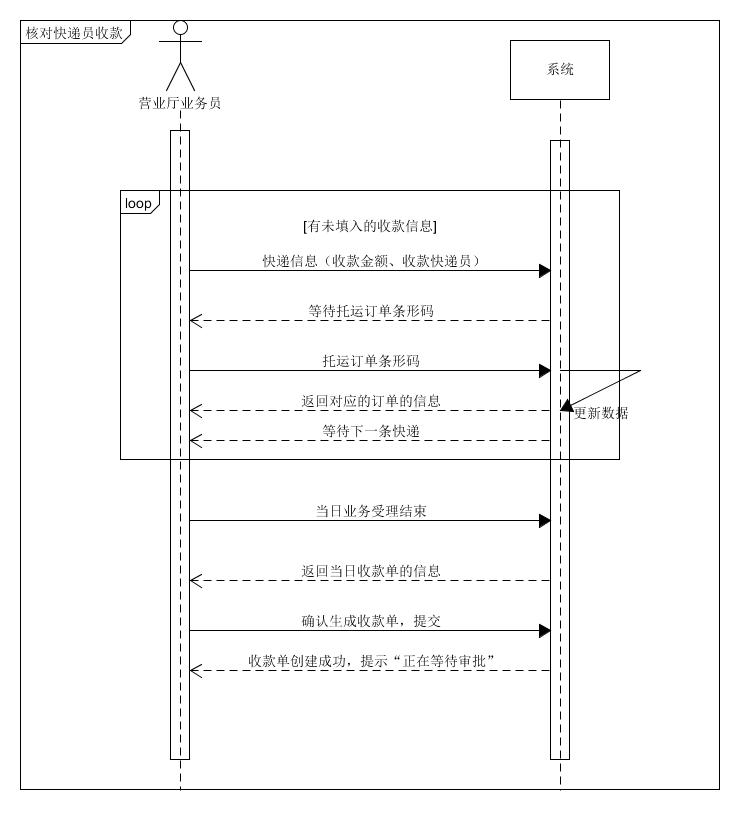 核对快递员收款
系统
营业厅业务员
loop
[有未填入的收款信息]
快递信息（收款金额、收款快递员）
等待托运订单条形码
托运订单条形码
返回对应的订单的信息
更新数据
等待下一条快递
当日业务受理结束
返回当日收款单的信息
确认生成收款单，提交
收款单创建成功，提示“正在等待审批”